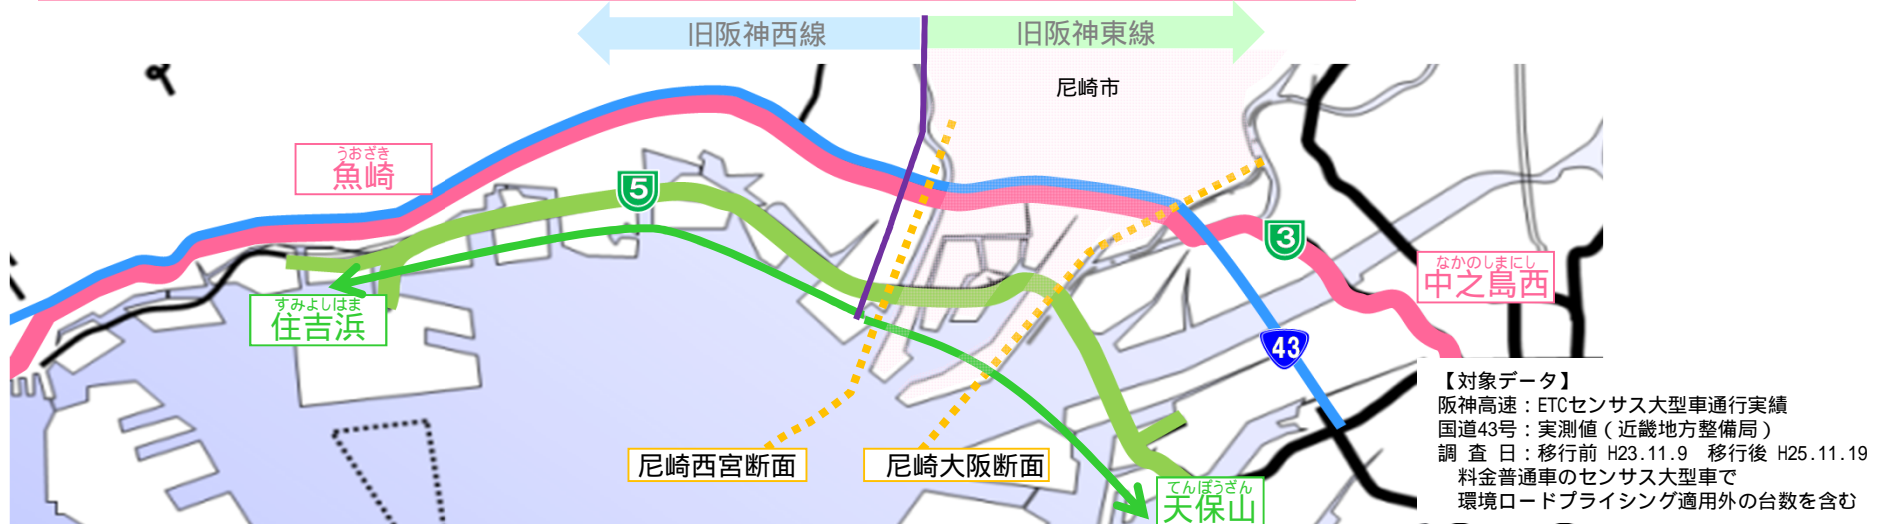 旧阪神西線
旧阪神東線
尼崎市
うおざき
魚崎
5
3
なかのしまにし
中之島西
すみよしはま
住吉浜
43
尼崎西宮断面
尼崎大阪断面
てんぽうざん
天保山
【対象データ】
阪神高速：ETCセンサス大型車通行実績
国道43号：実測値（近畿地方整備局）
調 査 日：移行前 H23.11.9　移行後 H25.11.19
料金普通車のセンサス大型車で
環境ロードプライシング適用外の台数を含む